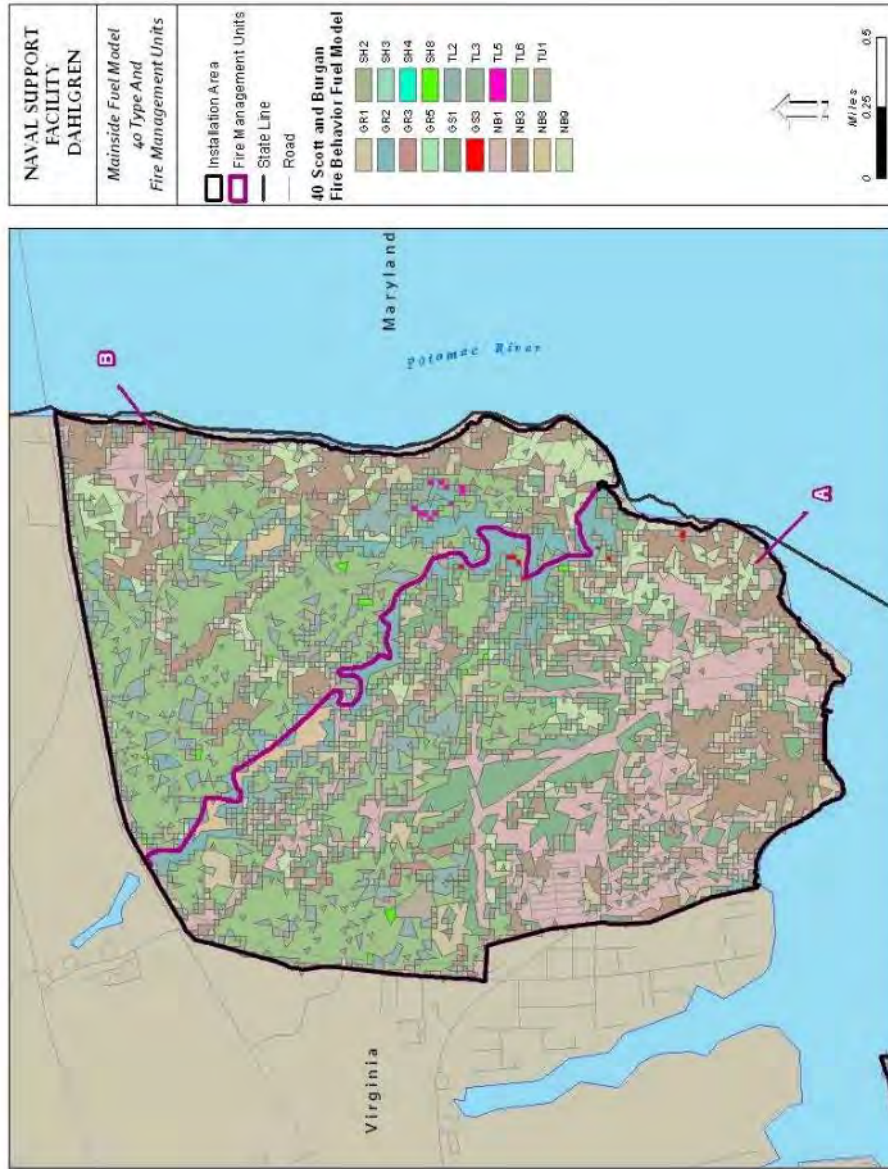 NAVAL SUPPORT
FACILITY
DAHLGREN
Mainside Fuel Model
40 Type And
Fire Management Units
Installation Area
Fire Management Units
State Line
Road
40 Scott and Burgan
Fire Behavior Fuel Model
GR1 SH2
GR2 SH3
GR3 SH4
GR5 SH8
GS1 TL2
GS3 TL3
NB1 TL5
NB3 TL6
NB8 TU1
NB9
Miles
0 0.25 0.5
Virginia
Maryland
Potomac River
B
A